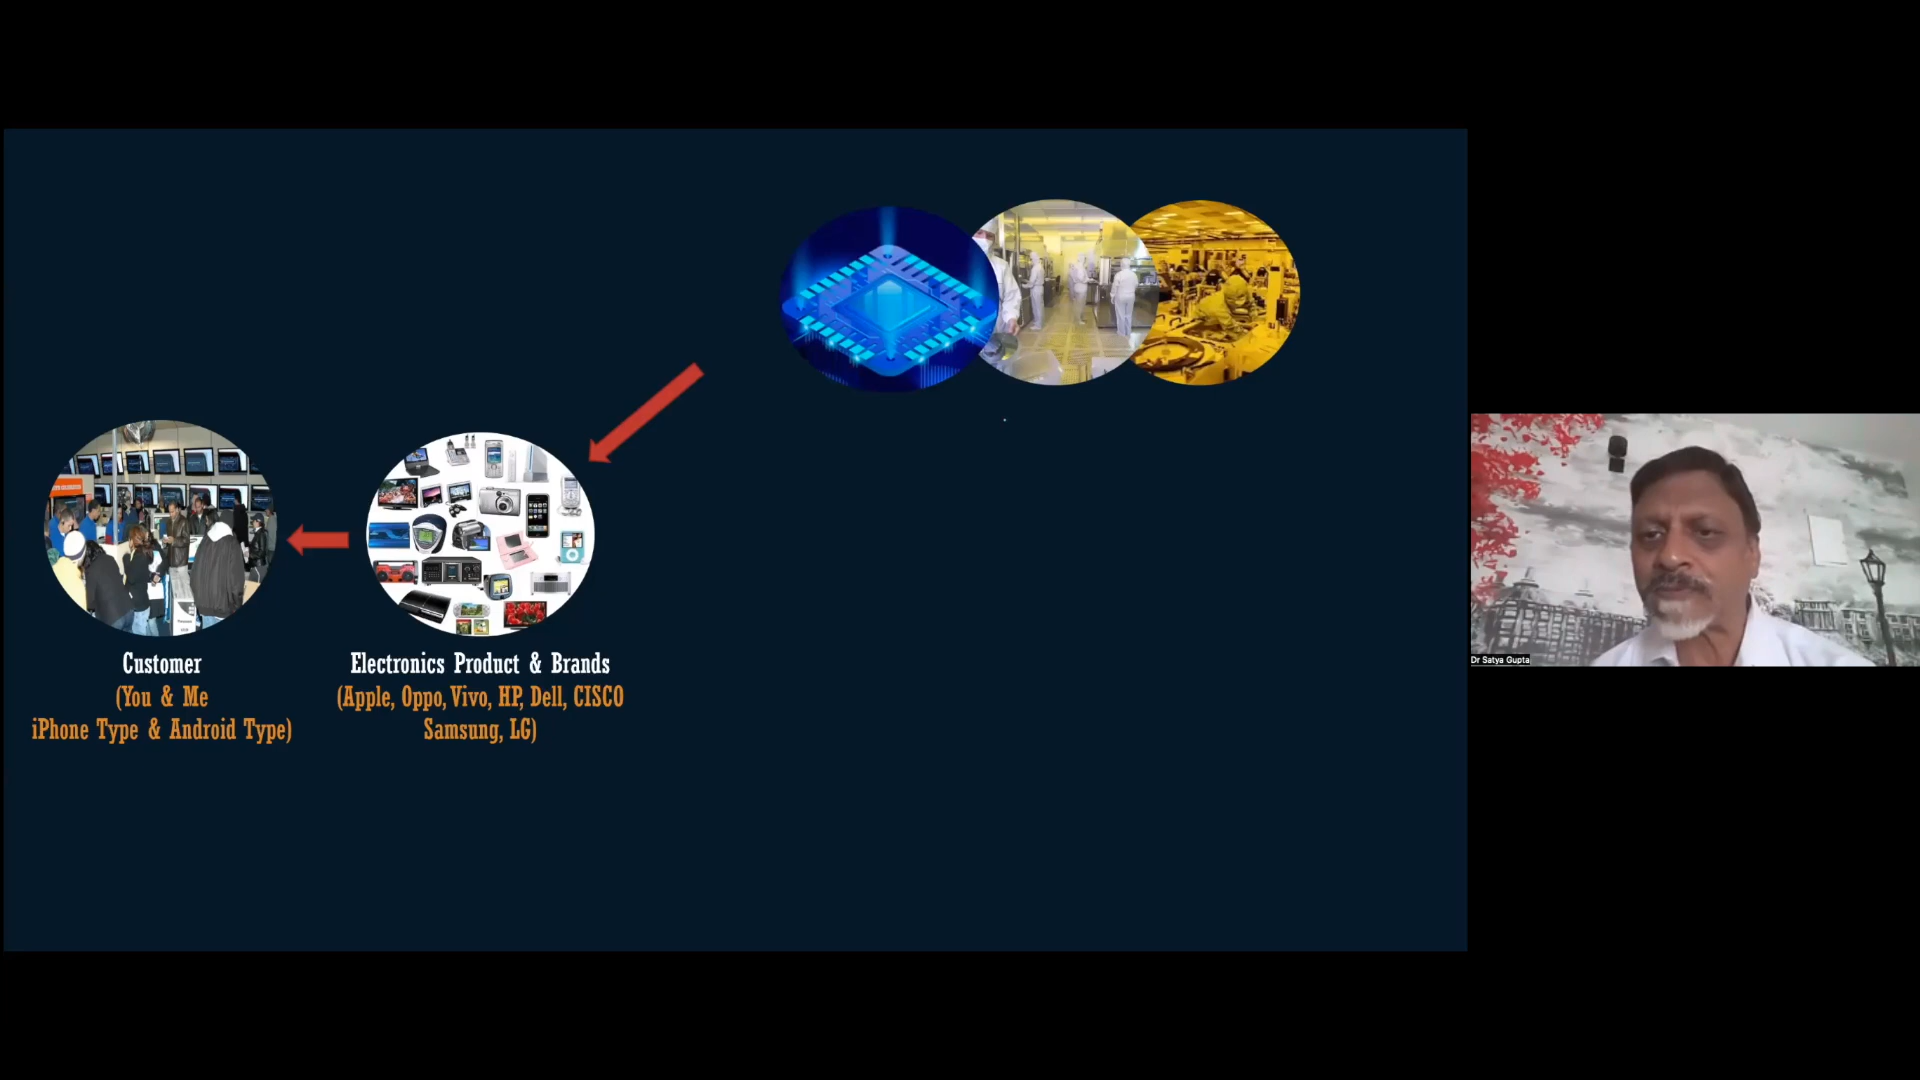 Customer
(You & Me
iPhone Type & Android Type)
Electronics Product & Brands
(Apple, Oppo, Vivo, HP, Dell, CISCO
Samsung, LG)
Dr Satya Gupta